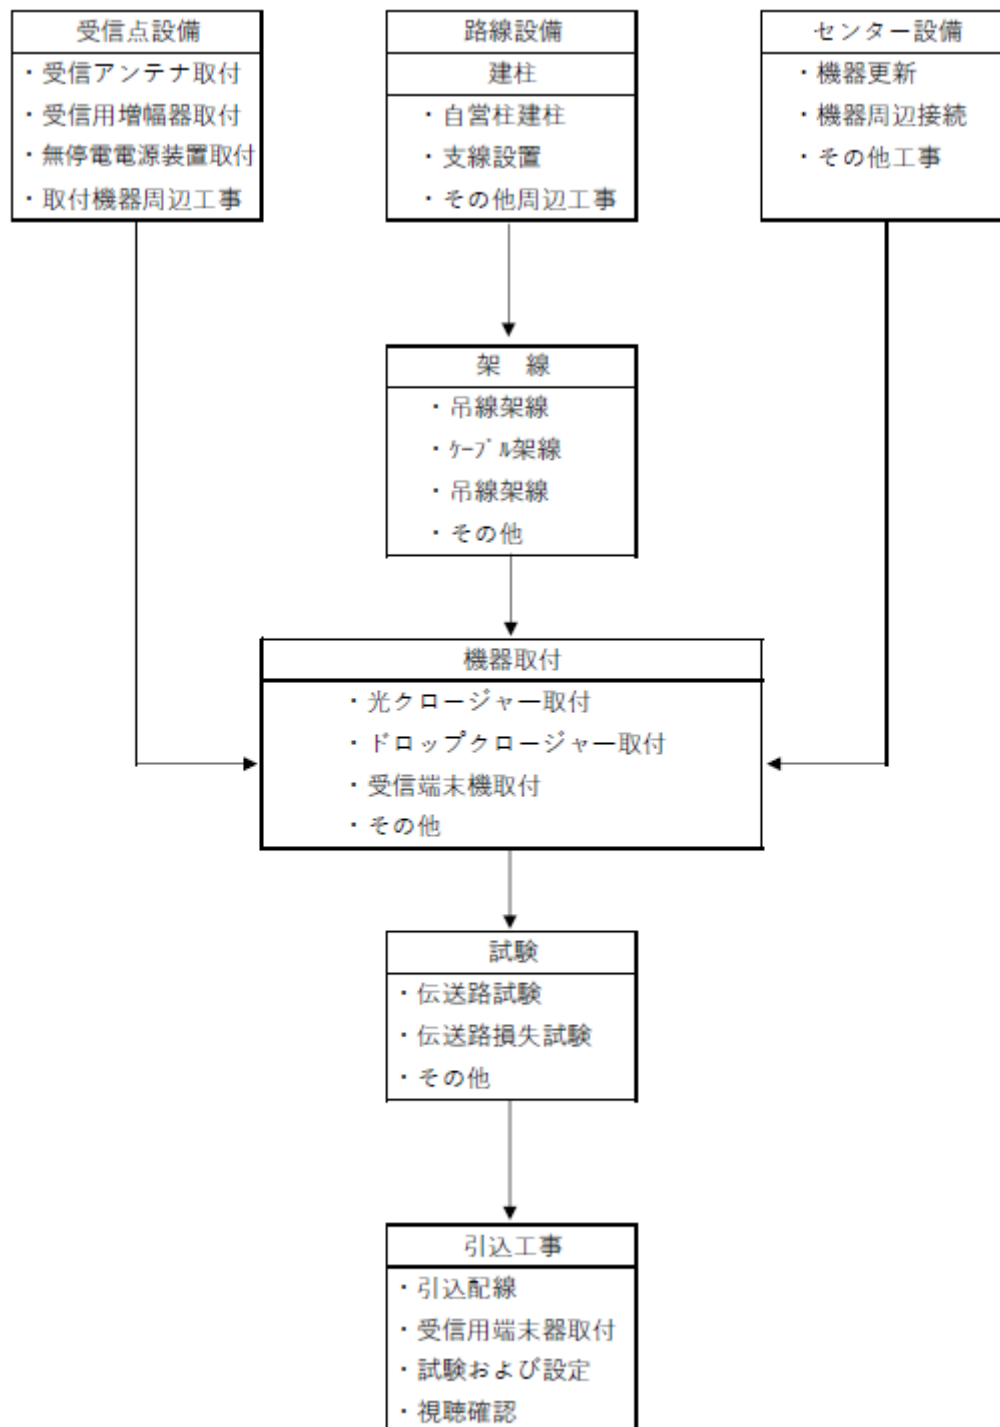 受信点設備
・受信アンテナ取付
・受信用増幅器取付
・無停電電源装置取付
・取付機器周辺工事
路線設備
建柱
・自営柱建柱
・支線設置
・その他周辺工事
センター設備
・機器更新
・機器周辺接続
・その他工事
架 線
・吊線架線
・ケーブル架線
・吊線架線
・その他
機器取付
・光クロージャー取付
・ドロップクロージャー取付
・受信端末機取付
・その他
試験
・伝送路試験
・伝送路損失試験
・その他
引込工事
・引込配線
・受信用端末器取付
・試験および設定
・視聴確認